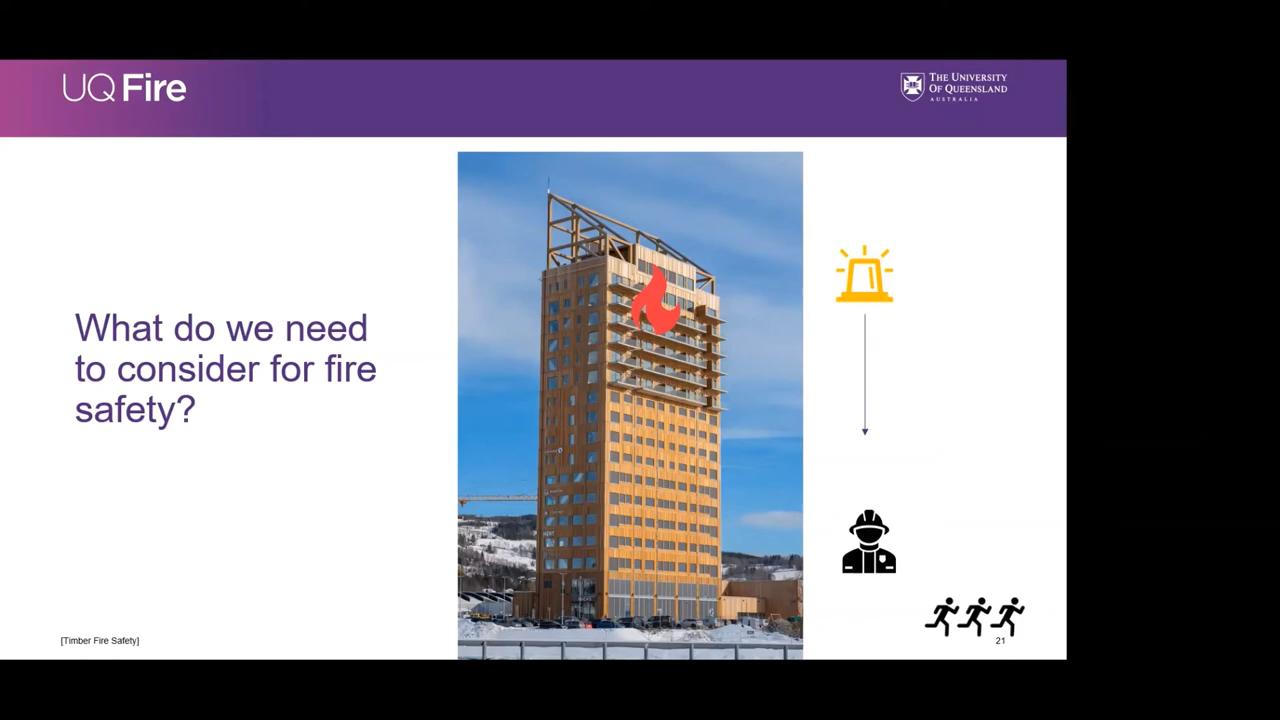 UQ Fire
THE UNIVERSITY
OF QUEENSLAND
AUSTRALIA
What do we need
to consider for fire
safety?
[Timber Fire Safety]
21